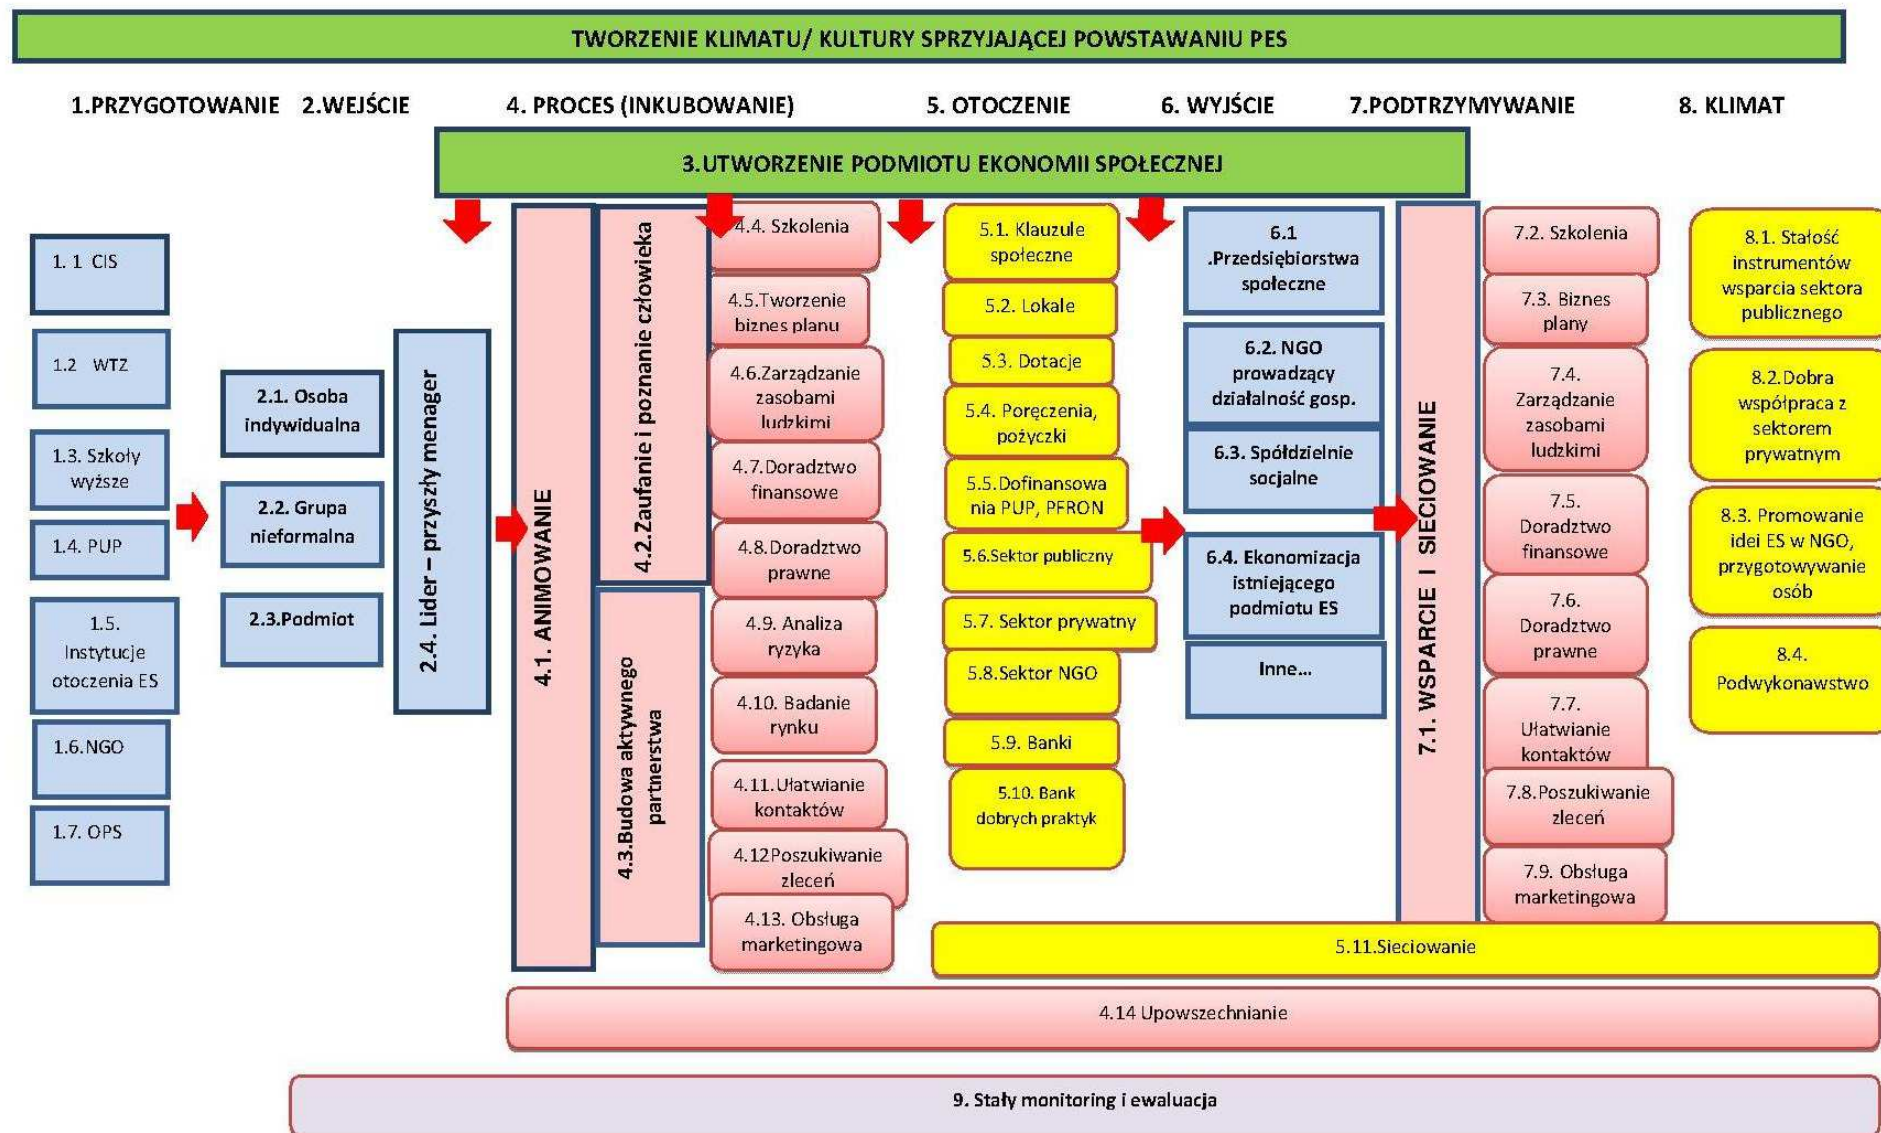 TWORZENIE KLIMATU/ KULTURY SPRZYJAJĄCEJ POWSTAWANIU PES
1.PRZYGOTOWANIE
2.WEJŚCIE
4. PROCES (INKUBOWANIE)
5. OTOCZENIE
6. WYJŚCIE
7.PODTRZYMYWANIE
8. KLIMAT
3.UTWORZENIE PODMIOTU EKONOMII SPOŁECZNEJ
1. 1 CIS
1.2 WTZ
1.3. Szkoły
wyższe
1.4. PUP
1.5.
Instytucje
otoczenia ES
1.6.NGO
1.7. OPS
2.1. Osoba
indywidualna
2.2. Grupa
nieformalna
2.3.Podmiot
2.4. Lider – przyszły menager
4.1. ANIMOWANIE
4.2.Zaufanie i poznanie człowieka
4.3.Budowa aktywnego
partnerstwa
4.4. Szkolenia
4.5.Tworzenie
biznes planu
4.6.Zarządzanie
zasobami
ludzkimi
4.7.Doradztwo
finansowe
4.8.Doradztwo
prawne
4.9. Analiza
ryzyka
4.10. Badanie
rynku
4.11.Ułatwianie
kontaktów
4.12Poszukiwanie
zleceń
4.13. Obsługa
marketingowa
5.1. Klauzule
społeczne
5.2. Lokale
5.3. Dotacje
5.4. Poręczenia,
pożyczki
5.5.Dofinansowa
nia PUP, PFRON
5.6.Sektor publiczny
5.7. Sektor prywatny
5.8.Sektor NGO
5.9. Banki
5.10. Bank
dobrych praktyk
6.1
.Przedsiębiorstwa
społeczne
6.2. NGO
prowadzący
działalność gosp.
6.3. Spółdzielnie
socjalne
6.4. Ekonomizacja
istniejącego
podmiotu ES
Inne...
7.1. WSPARCIE I SIECIOWANIE
7.2. Szkolenia
7.3. Biznes
plany
7.4.
Zarządzanie
zasobami
ludzkimi
7.5.
Doradztwo
finansowe
7.6.
Doradztwo
prawne
7.7.
Ułatwianie
kontaktów
7.8.Poszukiwanie
zleceń
7.9. Obsługa
marketingowa
8.1. Stałość
instrumentów
wsparcia sektora
publicznego
8.2.Dobra
współpraca z
sektorem
prywatnym
8.3. Promowanie
idei ES w NGO,
przygotowywanie
osób
8.4.
Podwykonawstwo
5.11.Sieciowanie
4.14 Upowszechnianie
9. Stały monitoring i ewaluacja